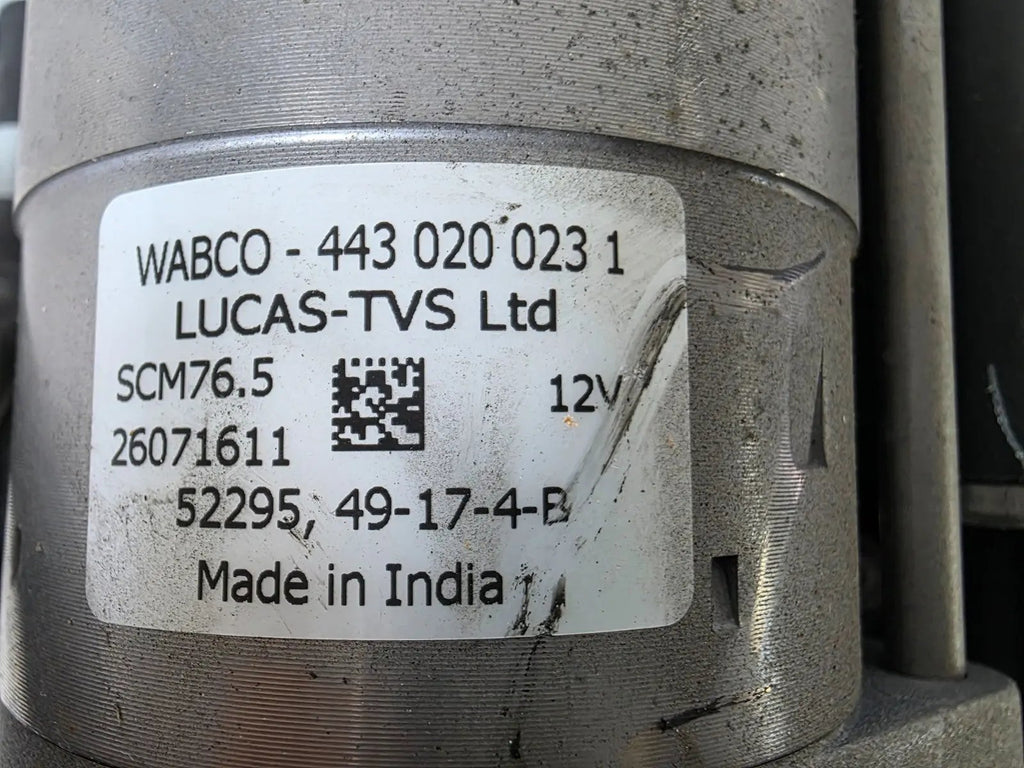 WABCO - 443 020 023 1
LUCAS-TVS Ltd
SCM76.5
12V
26071611
52295, 49-17-4-B
Made in India